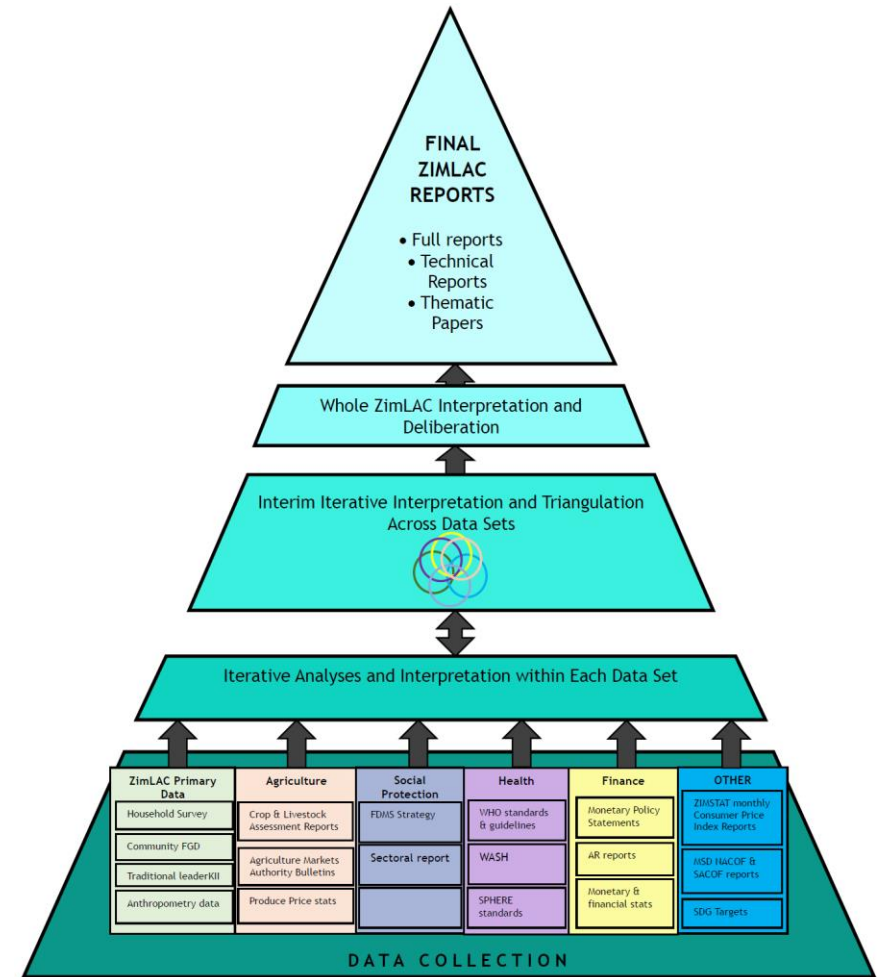 FINAL
ZIMLAC
REPORTS
• Full reports
• Technical
Reports
• Thematic
Papers
Whole ZimLAC Interpretation and
Deliberation
Interim Iterative Interpretation and Triangulation
Across Data Sets
Iterative Analyses and Interpretation within Each Data Set
ZimLAC Primary
Data
Household Survey
Community FGD
Traditional leaderKII
Anthropometry data
Agriculture
Crop & Livestock
Assessment Reports
Agriculture Markets
Authority Bulletins
Produce Price stats
Social
Protection
FDMS Strategy
Sectoral report
Health
WHO standards
& guidelines
WASH
SPHERE
standards
Finance
Monetary Policy
Statements
AR reports
Monetary &
financial stats
OTHER
ZIMSTAT monthly
Consumer Price
Index Reports
MSD NACOF &
SACOF reports
SDG Targets
DATA COLLECTION